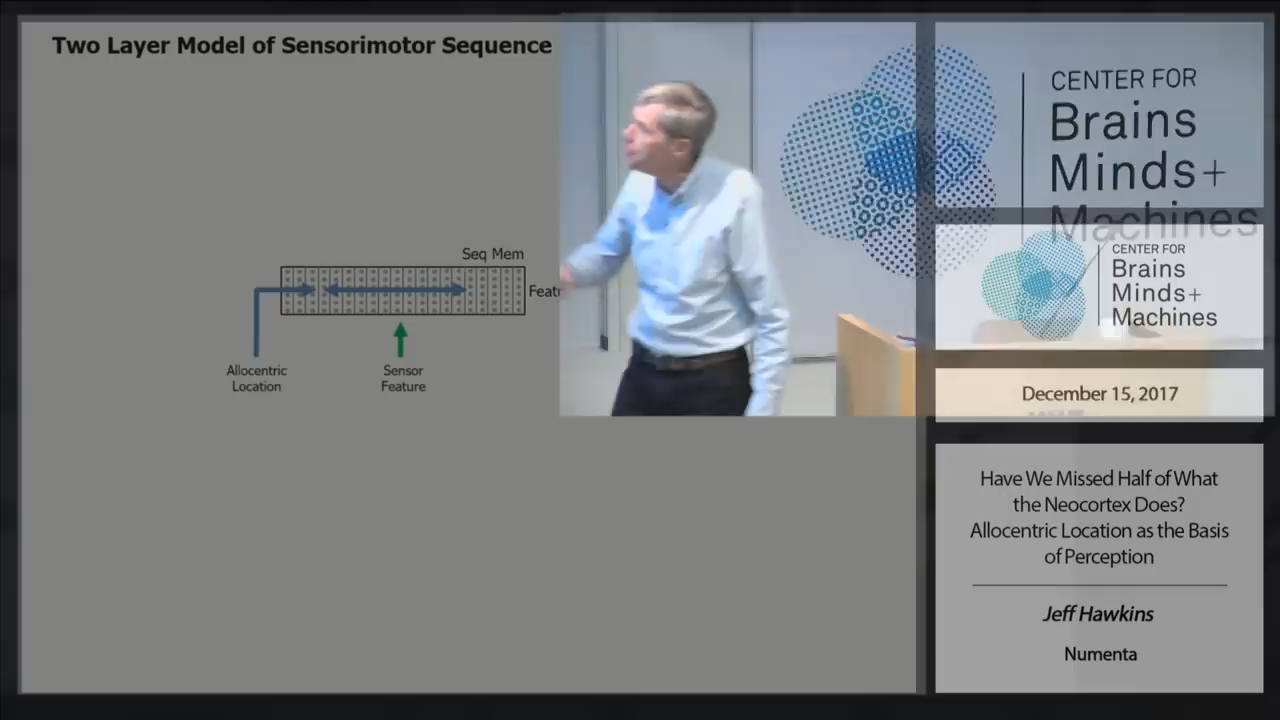 Two Layer Model of Sensorimotor Sequence
Seq Mem
Allocentric
Location
Sensor
Feature
CENTER FOR
Brains
Minds+
Machines
CENTER FOR
Brains
Minds+
Machines
December 15, 2017
Have We Missed Half of What
the Neocortex Does?
Allocentric Location as the Basis
of Perception
Jeff Hawkins
Numenta